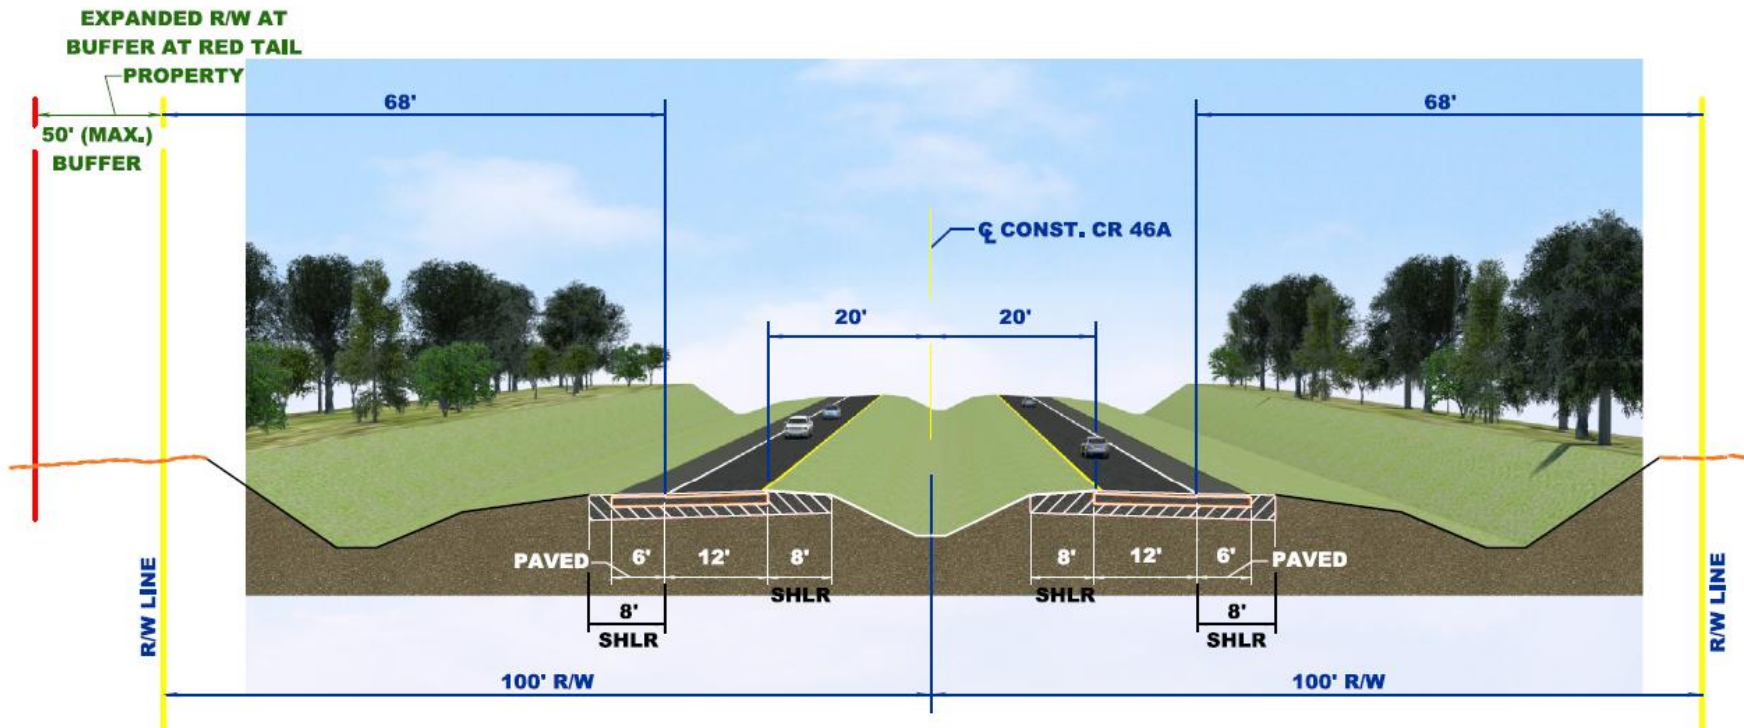 EXPANDED R/W AT
BUFFER AT RED TAIL
PROPERTY
50' (MAX.)
BUFFER
68'
68'
℄ CONST. CR 46A
20'
20'
PAVED
6'
12'
8'
SHLR
8'
SHLR
8'
12'
6'
PAVED
SHLR
8'
SHLR
R/W LINE
R/W LINE
100' R/W
100' R/W